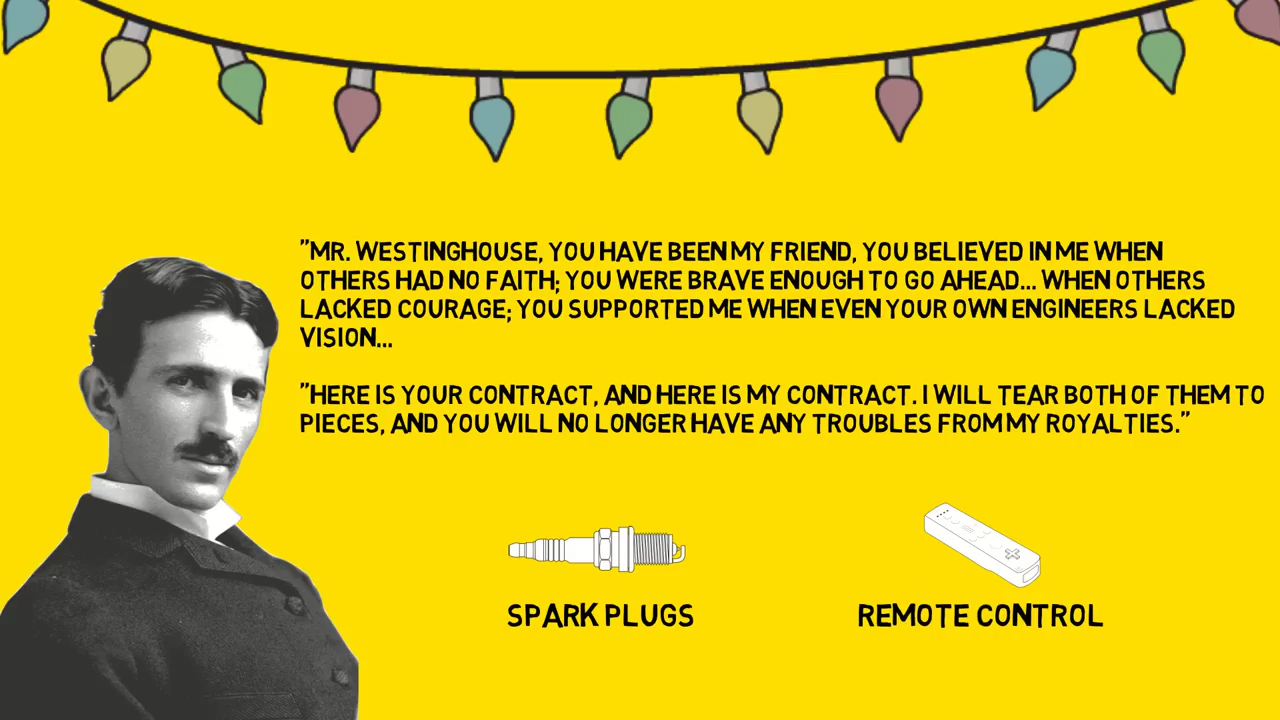 "MR. WESTINGHOUSE, YOU HAVE BEEN MY FRIEND, YOU BELIEVED IN ME WHEN
OTHERS HAD NO FAITH; YOU WERE BRAVE ENOUGH TO GO AHEAD... WHEN OTHERS
LACKED COURAGE; YOU SUPPORTED ME WHEN EVEN YOUR OWN ENGINEERS LACKED
VISION...
"HERE IS YOUR CONTRACT, AND HERE IS MY CONTRACT. I WILL TEAR BOTH OF THEM TO
PIECES, AND YOU WILL NO LONGER HAVE ANY TROUBLES FROM MY ROYALTIES."
SPARK PLUGS
REMOTE CONTROL